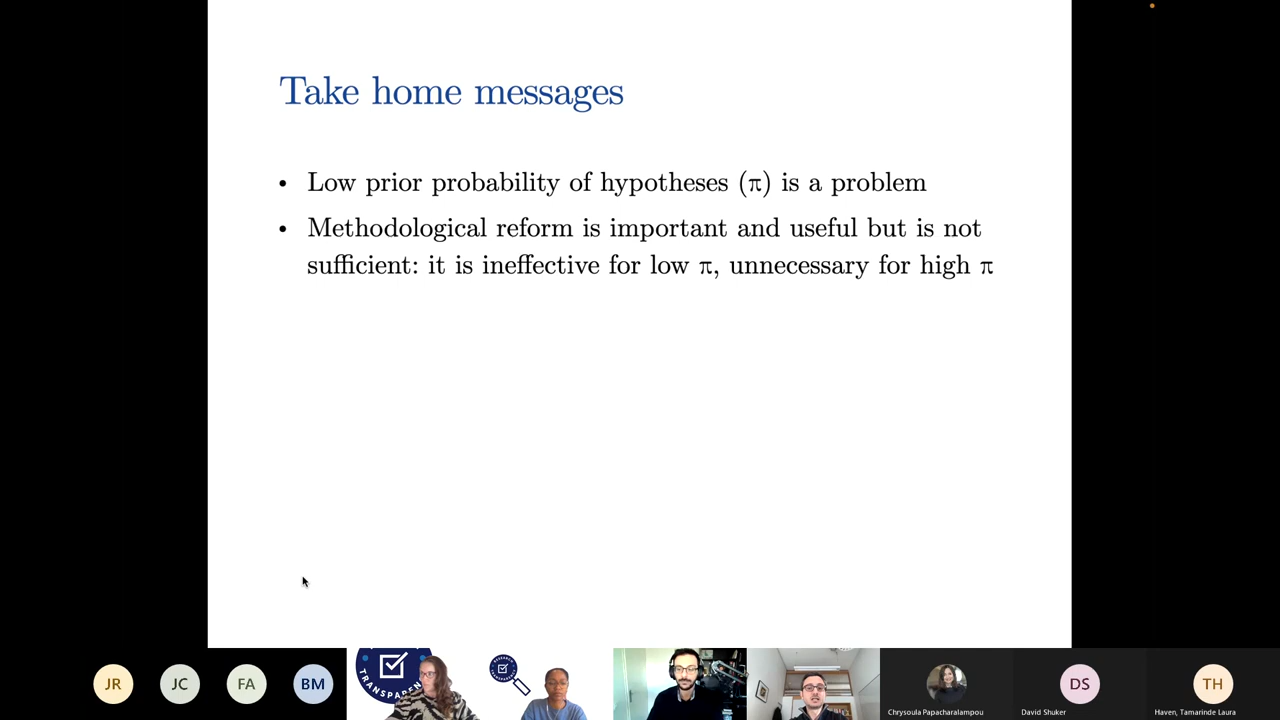 Take home messages
• Low prior probability of hypotheses (π) is a problem
• Methodological reform is important and useful but is not
sufficient: it is ineffective for low π, unnecessary for high π
JR
JC
FA
BM
TRANSPAREN
DS
TH
Chrysoula Papacharalampou
David Shuker
Haven, Tamarinde Laura